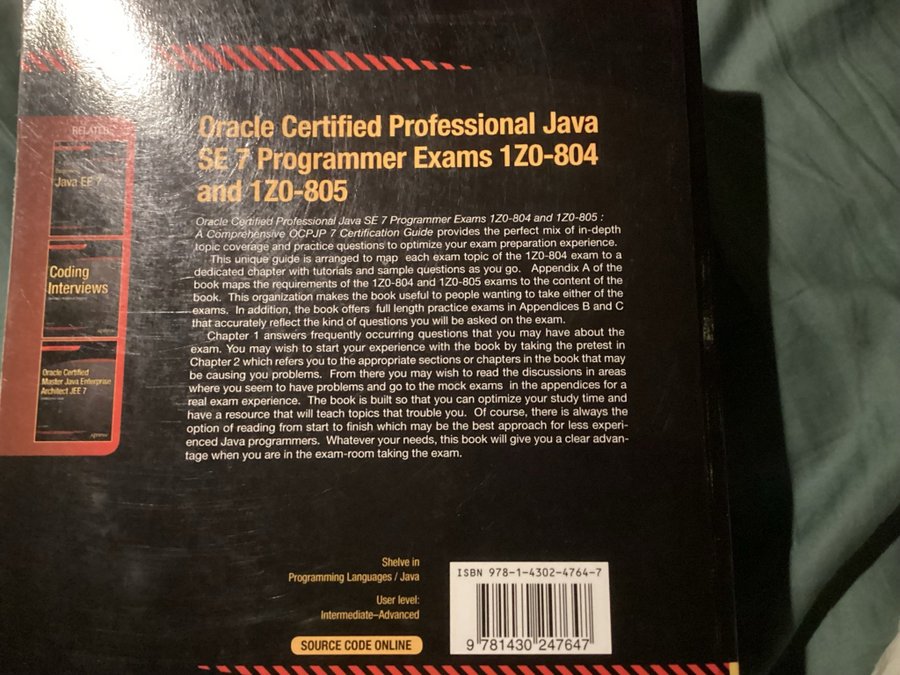 RELATED
Java EE 7
Coding
Interviews
Apress
Oracle Certified
Master Java Enterprise
Architect JEE 7
Apress
Oracle Certified Professional Java
SE 7 Programmer Exams 1Z0-804
and 1Z0-805
Oracle Certified Professional Java SE 7 Programmer Exams 1Z0-804 and 1Z0-805 :
A Comprehensive OCPJP 7 Certification Guide provides the perfect mix of in-depth
topic coverage and practice questions to optimize your exam preparation experience.
This unique guide is arranged to map each exam topic of the 1Z0-804 exam to a
dedicated chapter with tutorials and sample questions as you go. Appendix A of the
book maps the requirements of the 1Z0-804 and 1Z0-805 exams to the content of the
book. This organization makes the book useful to people wanting to take either of the
exams. In addition, the book offers full length practice exams in Appendices B and C
that accurately reflect the kind of questions you will be asked on the exam.
Chapter 1 answers frequently occurring questions that you may have about the
exam. You may wish to start your experience with the book by taking the pretest in
Chapter 2 which refers you to the appropriate sections or chapters in the book that may
be causing you problems. From there you may wish to read the discussions in areas
where you seem to have problems and go to the mock exams in the appendices for a
real exam experience. The book is built so that you can optimize your study time and
have a resource that will teach topics that trouble you. Of course, there is always the
option of reading from start to finish which may be the best approach for less experi-
enced Java programmers. Whatever your needs, this book will give you a clear advan-
tage when you are in the exam-room taking the exam.
Shelve in
Programming Languages / Java
User level:
Intermediate–Advanced
SOURCE CODE ONLINE
ISBN 978-1-4302-4764-7
9 781430 247647